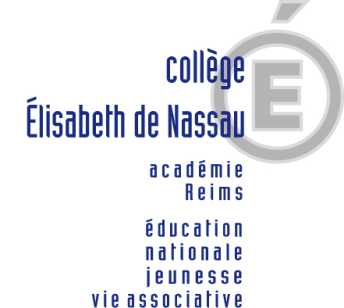 collège
Élisabeth de Nassau
É
académie
Reims
éducation
nationale
jeunesse
vie associative